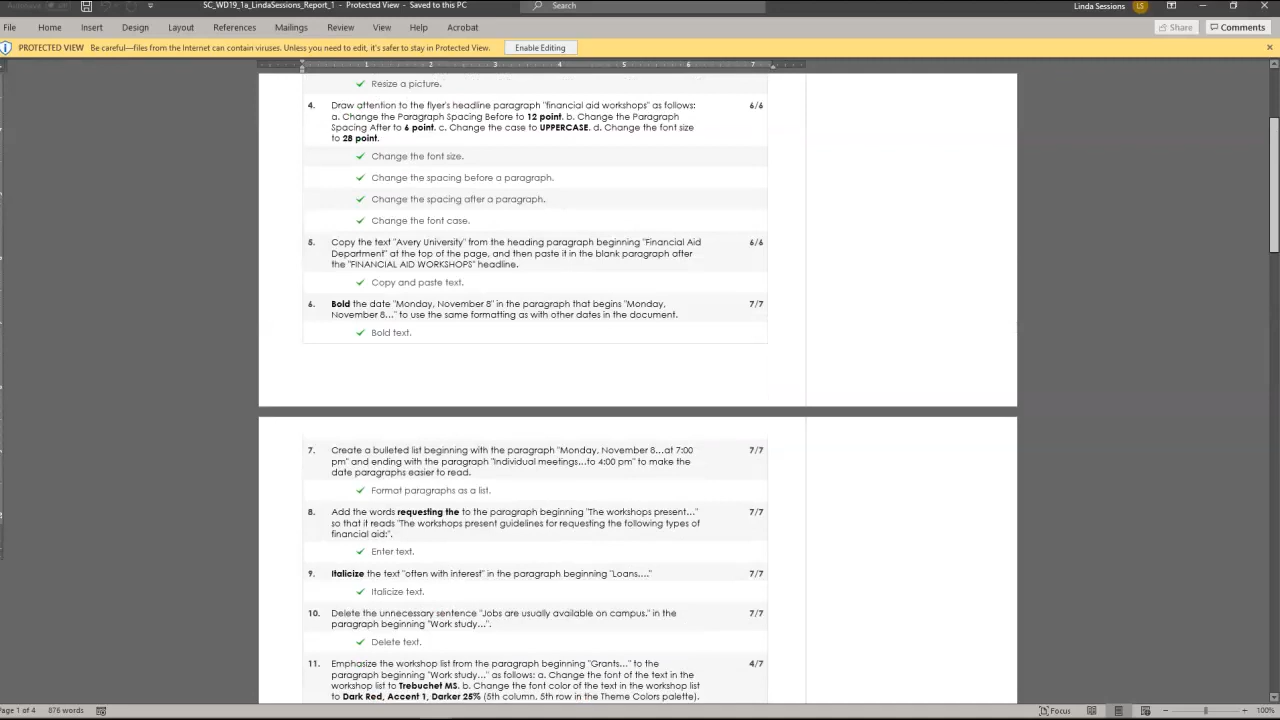 SC_WD19_1a_LindaSessions_Report_1 - Protected View - Saved to this PC
Search
Linda Sessions
LS
File Home Insert Design Layout References Mailings Review View Help Acrobat
Share
Comments
PROTECTED VIEW Be careful—files from the Internet can contain viruses. Unless you need to edit, it's safer to stay in Protected View.
Enable Editing
1 2 3 4 5 6 7
Resize a picture.
4. Draw attention to the flyer's headline paragraph "financial aid workshops" as follows: 6/6
a. Change the Paragraph Spacing Before to 12 point. b. Change the Paragraph
Spacing After to 6 point. c. Change the case to UPPERCASE. d. Change the font size
to 28 point.
Change the font size.
Change the spacing before a paragraph.
Change the spacing after a paragraph.
Change the font case.
5. Copy the text "Avery University" from the heading paragraph beginning "Financial Aid 6/6
Department" at the top of the page, and then paste it in the blank paragraph after
the "FINANCIAL AID WORKSHOPS" headline.
Copy and paste text.
6. Bold the date "Monday, November 8" in the paragraph that begins "Monday, 7/7
November 8..." to use the same formatting as with other dates in the document.
Bold text.
7. Create a bulleted list beginning with the paragraph "Monday, November 8...at 7:00 7/7
pm" and ending with the paragraph "Individual meetings...to 4:00 pm" to make the
date paragraphs easier to read.
Format paragraphs as a list.
8. Add the words requesting the to the paragraph beginning "The workshops present..." 7/7
so that it reads "The workshops present guidelines for requesting the following types of
financial aid:".
Enter text.
9. Italicize the text "often with interest" in the paragraph beginning "Loans...." 7/7
Italicize text.
10. Delete the unnecessary sentence "Jobs are usually available on campus." in the 7/7
paragraph beginning "Work study...".
Delete text.
11. Emphasize the workshop list from the paragraph beginning "Grants..." to the 4/7
paragraph beginning "Work study..." as follows: a. Change the font of the text in the
workshop list to Trebuchet MS. b. Change the font color of the text in the workshop list
to Dark Red, Accent 1, Darker 25% (5th column, 5th row in the Theme Colors palette).
Page 1 of 4 876 words
Focus
100%